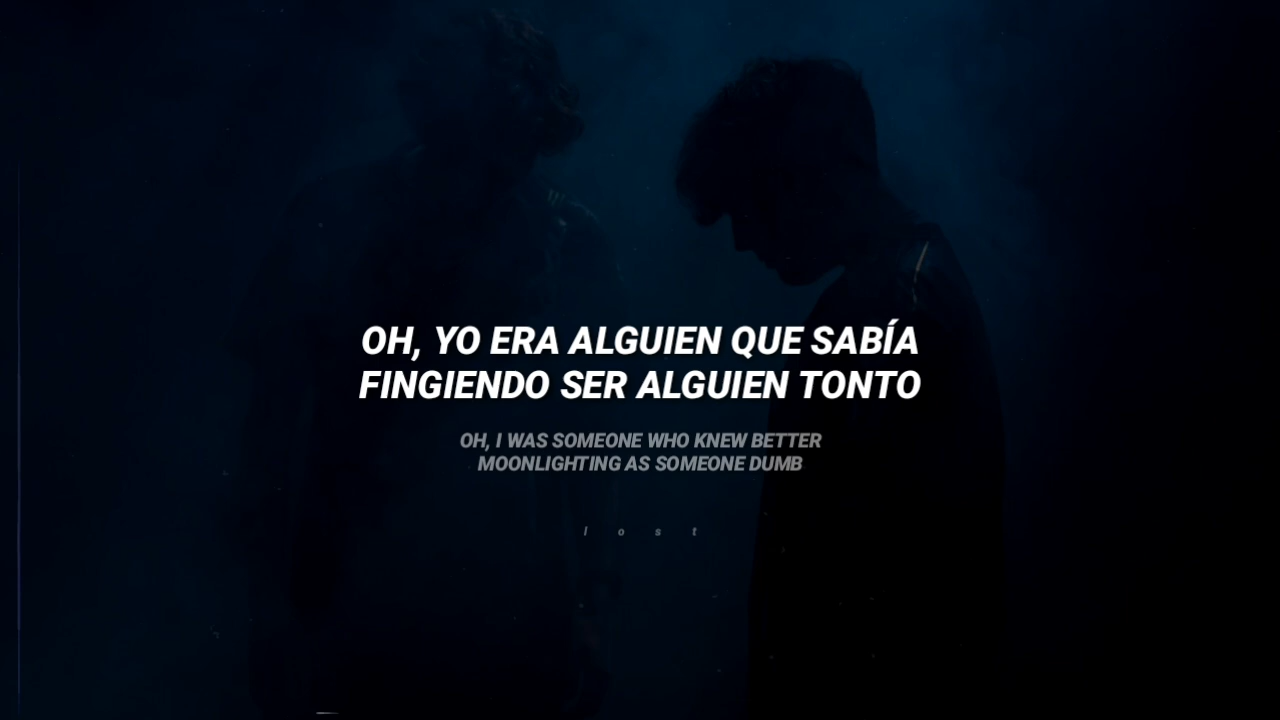 OH, YO ERA ALGUIEN QUE SABÍA
FINGIENDO SER ALGUIEN TONTO
OH, I WAS SOMEONE WHO KNEW BETTER
MOONLIGHTING AS SOMEONE DUMB
l o s t